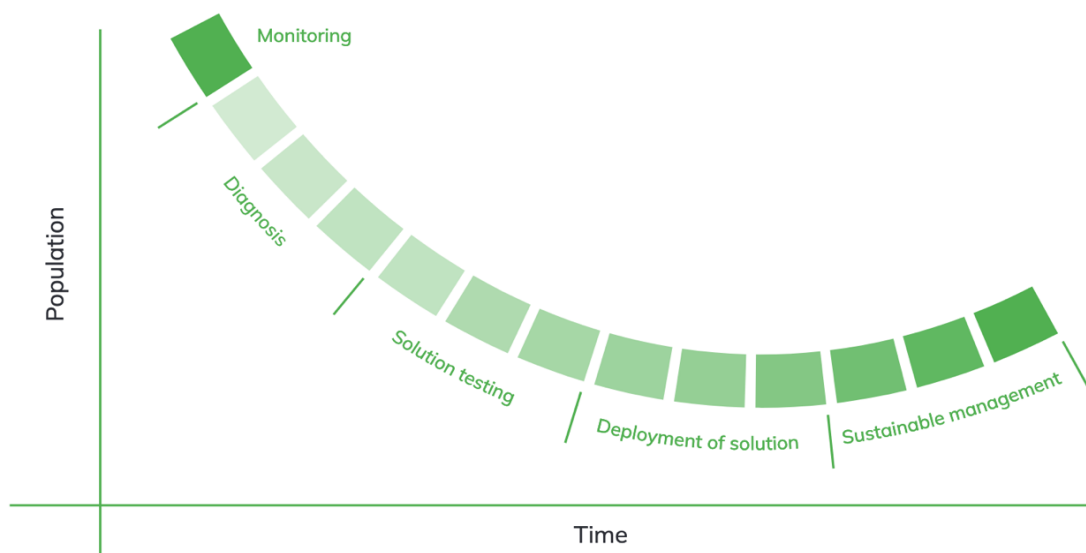 Monitoring
Diagnosis
Solution testing
Deployment of solution
Sustainable management
Population
Time